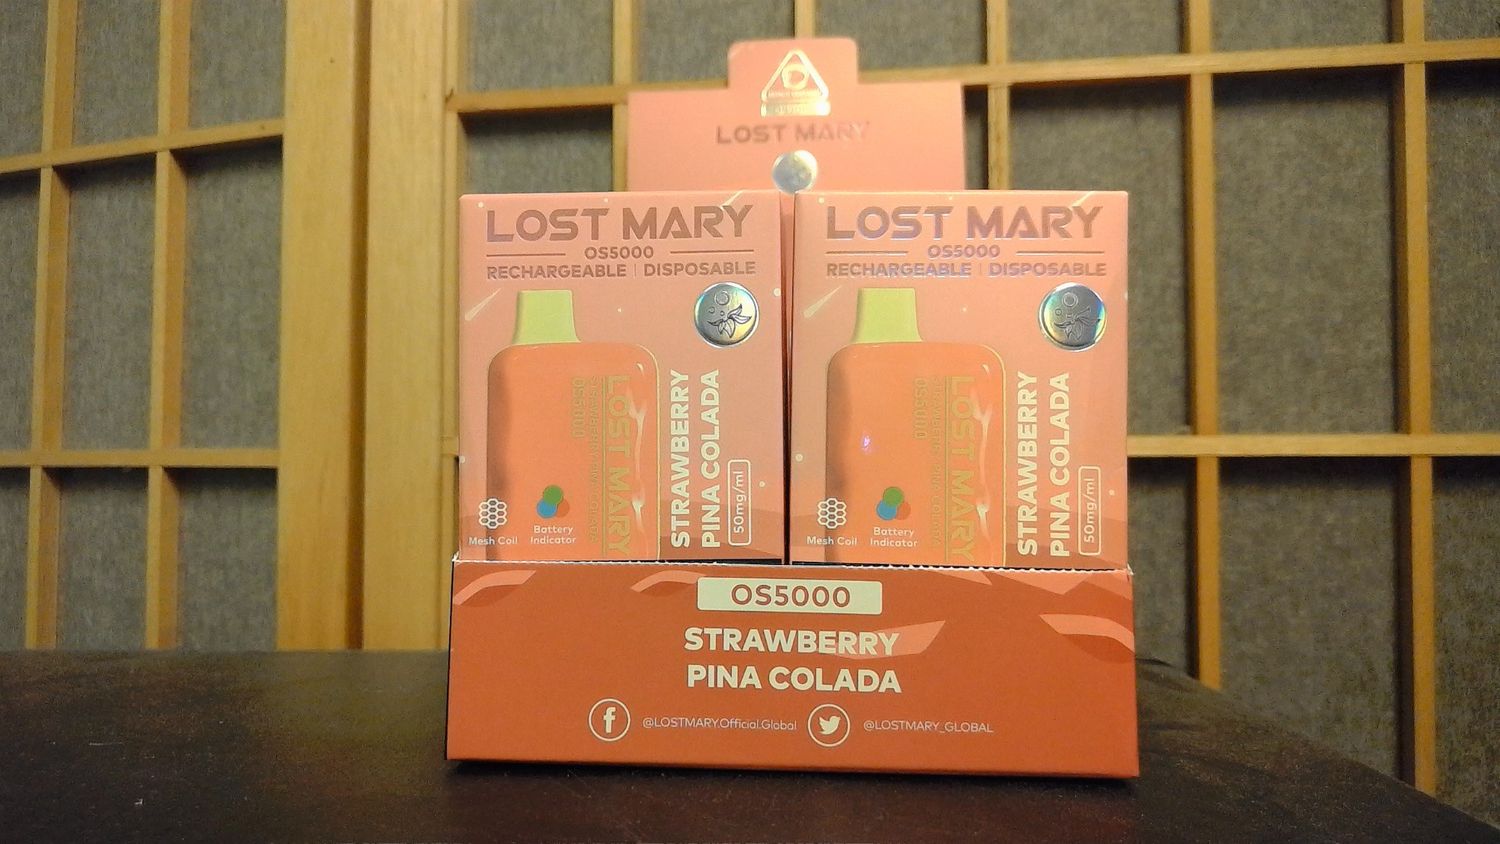 LOST MARY
LOST MARY
OS5000
RECHARGEABLE | DISPOSABLE
LOST MARY
OS5000
STRAWBERRY
PINA COLADA
50mg/ml
Mesh Coil
Battery
Indicator
LOST MARY
OS5000
RECHARGEABLE | DISPOSABLE
LOST MARY
OS5000
STRAWBERRY
PINA COLADA
50mg/ml
Mesh Coil
Battery
Indicator
OS5000
STRAWBERRY
PINA COLADA
@LOSTMARY.Official.Global
@LOSTMARY_GLOBAL